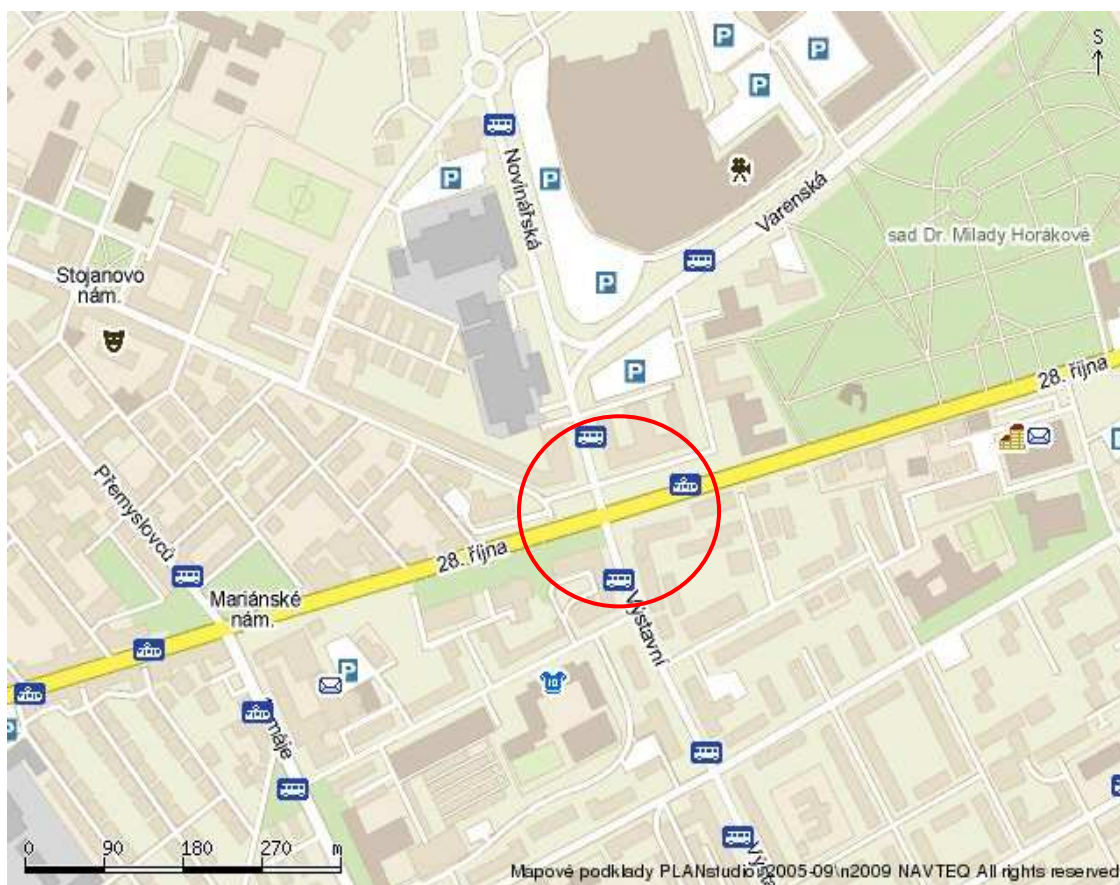 P
P
P
S
Novinářská
P
P
Varenská
sad Dr. Milady Horákové
Stojanovo
nám.
P
P
28. října
Přemyslovců
28. října
Mariánské
nám.
Výstavní
P
10
P
máje
0 90 180 270 m
Mapové podklady PLANstudio 2005-09\n2009 NAVTEQ All rights reserved